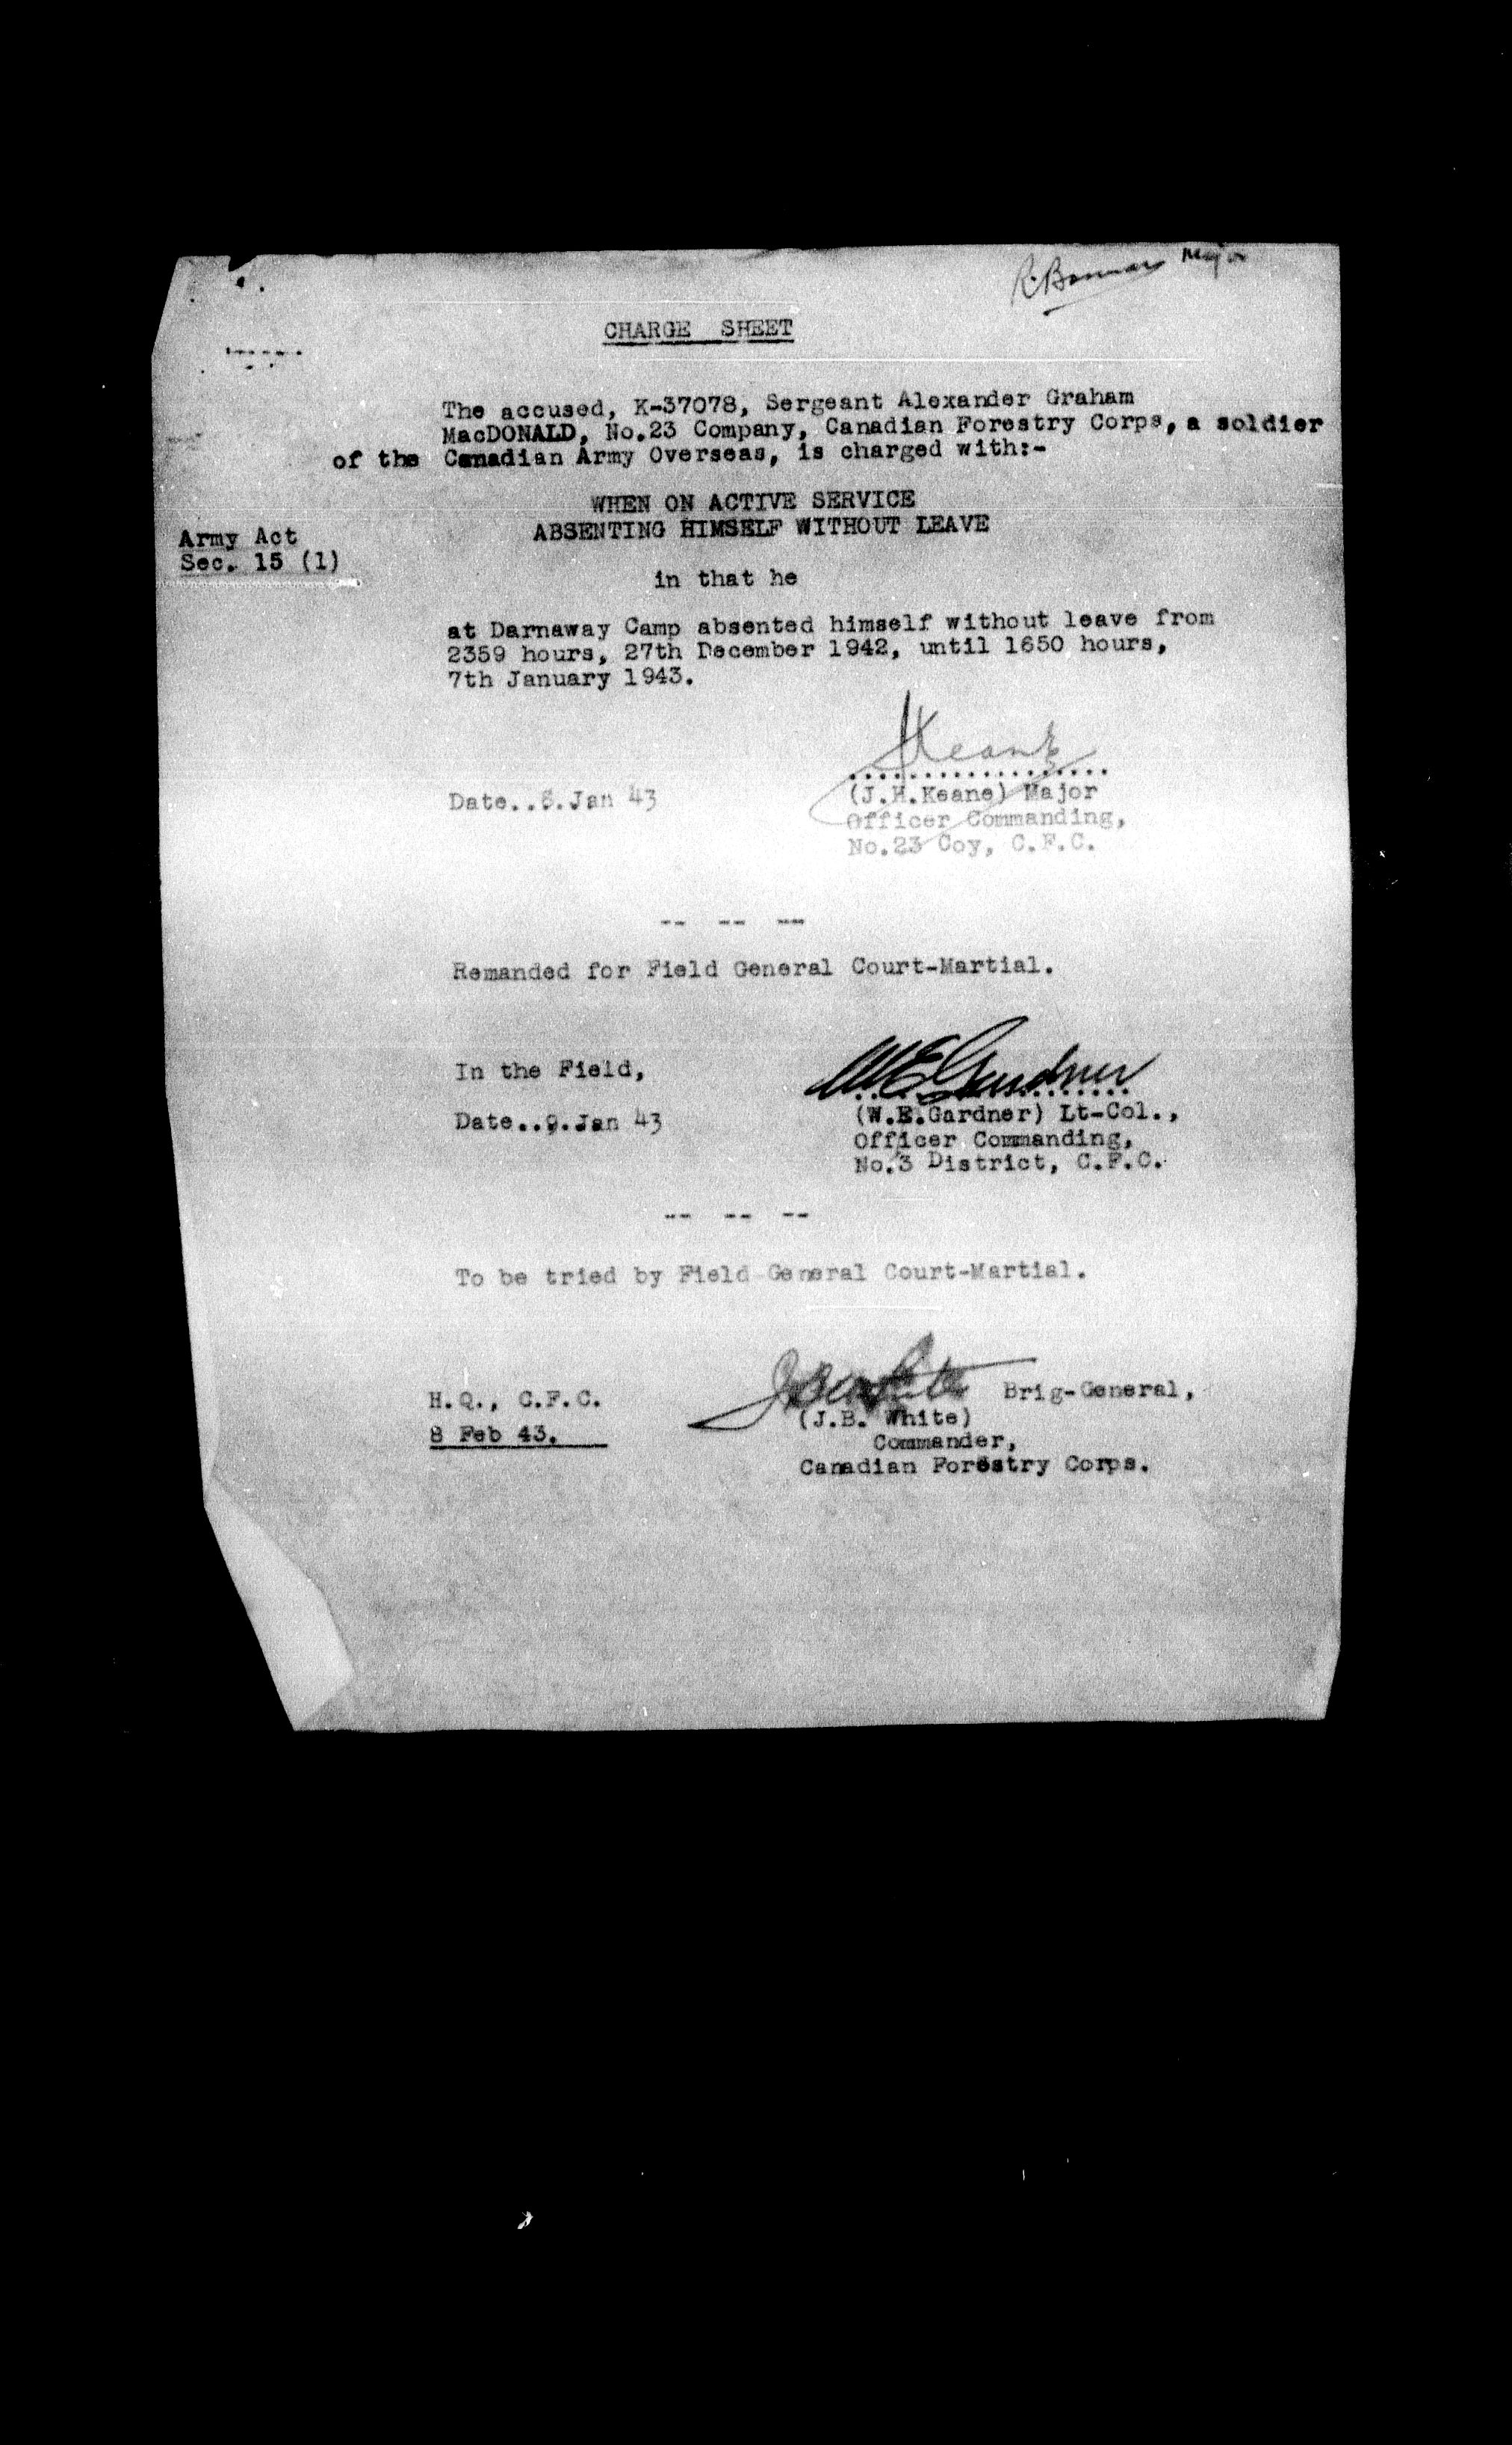 Major
CHARGE SHEET
The accused, K-37078, Sergeant Alexander Graham
MacDONALD, No.23 Company, Canadian Forestry Corps, a soldier
of the Canadian Army Overseas, is charged with:-
WHEN ON ACTIVE SERVICE
ABSENTING HIMSELF WITHOUT LEAVE
Army Act
Sec. 15 (1)
in that he
at Darnaway Camp absented himself without leave from
2359 hours, 27th December 1942, until 1650 hours,
7th January 1943.
JHKeane
Date..8.Jan 43
(J.H.Keane) Major
Officer Commanding,
No.23 Coy, C.F.C.
-- -- --
Remanded for Field General Court-Martial.
In the Field,
WEGardner
Date..9.Jan 43
(W.E.Gardner) Lt-Col.,
Officer Commanding,
No.3 District, C.F.C.
-- -- --
To be tried by Field General Court-Martial.
JBWhite
H.Q., C.F.C.
Brig-General,
8 Feb 43.
(J.B. White)
Commander,
Canadian Forestry Corps.